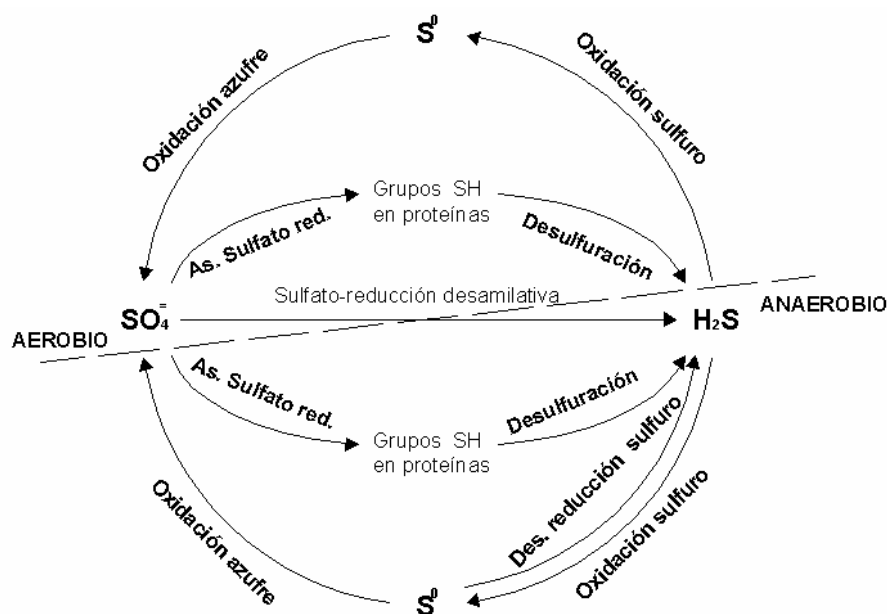 S⁰
Oxidación azufre
Oxidación sulfuro
Grupos SH
en proteínas
As. Sulfato red.
Desulfuración
Sulfato-reducción desamilativa
SO₄⁼
H₂S
ANAEROBIO
AEROBIO
As. Sulfato red.
Desulfuración
Grupos SH
en proteínas
Des. reducción sulfuro
Oxidación azufre
Oxidación sulfuro
S⁰